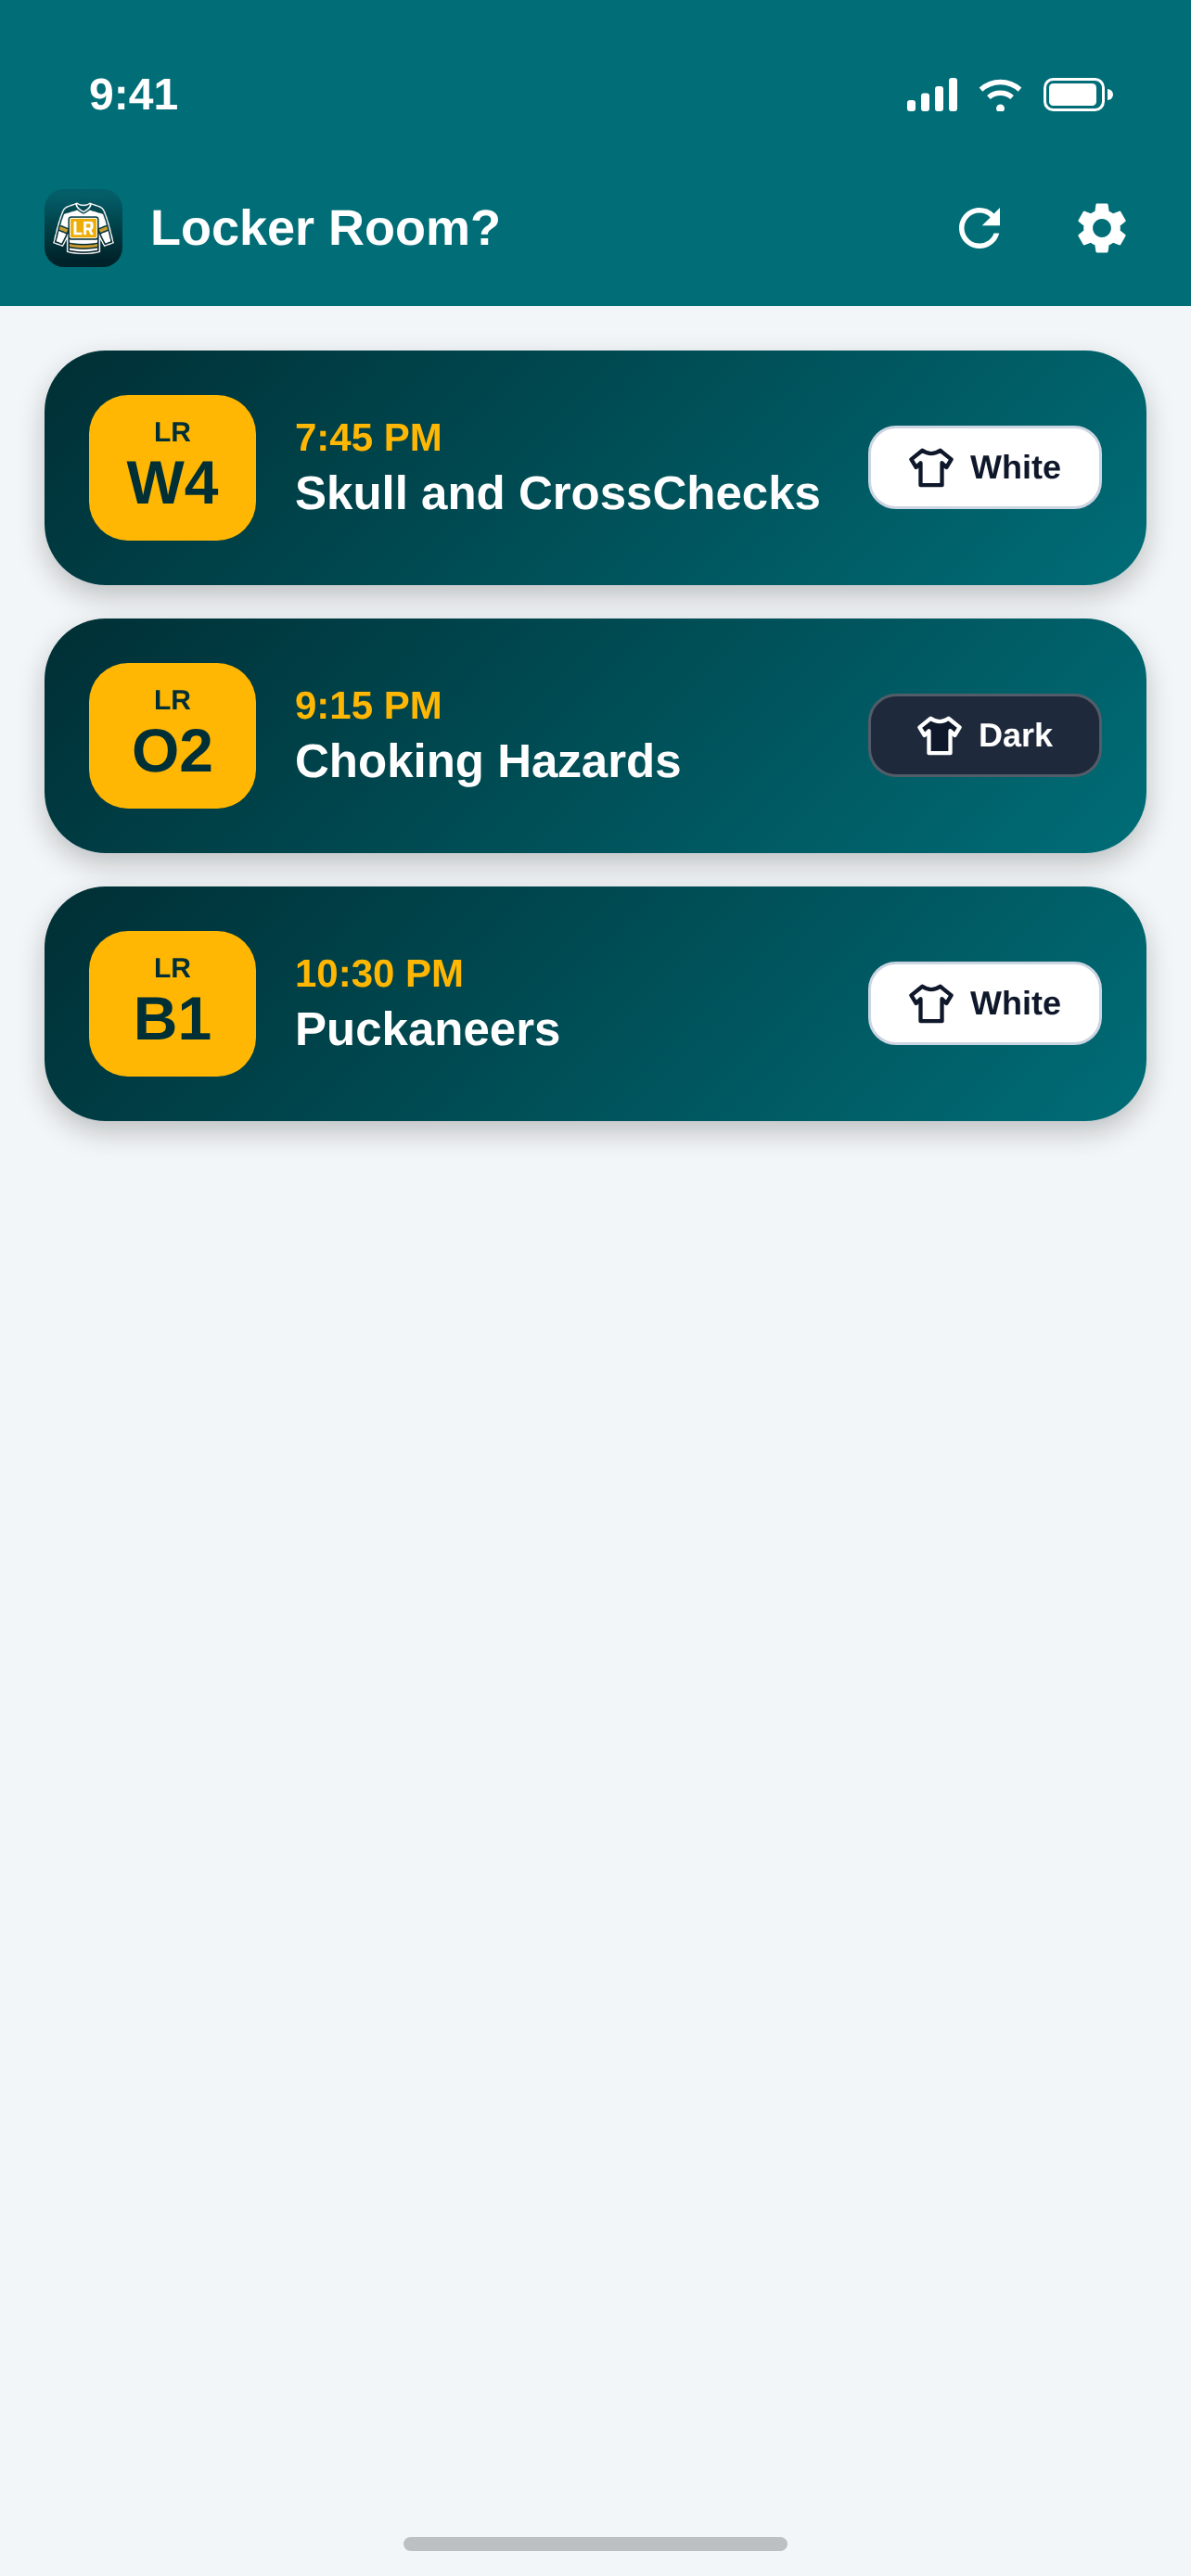 9:41
LR
Locker Room?
LR
W4
7:45 PM
Skull and CrossChecks
White
LR
O2
9:15 PM
Choking Hazards
Dark
LR
B1
10:30 PM
Puckaneers
White